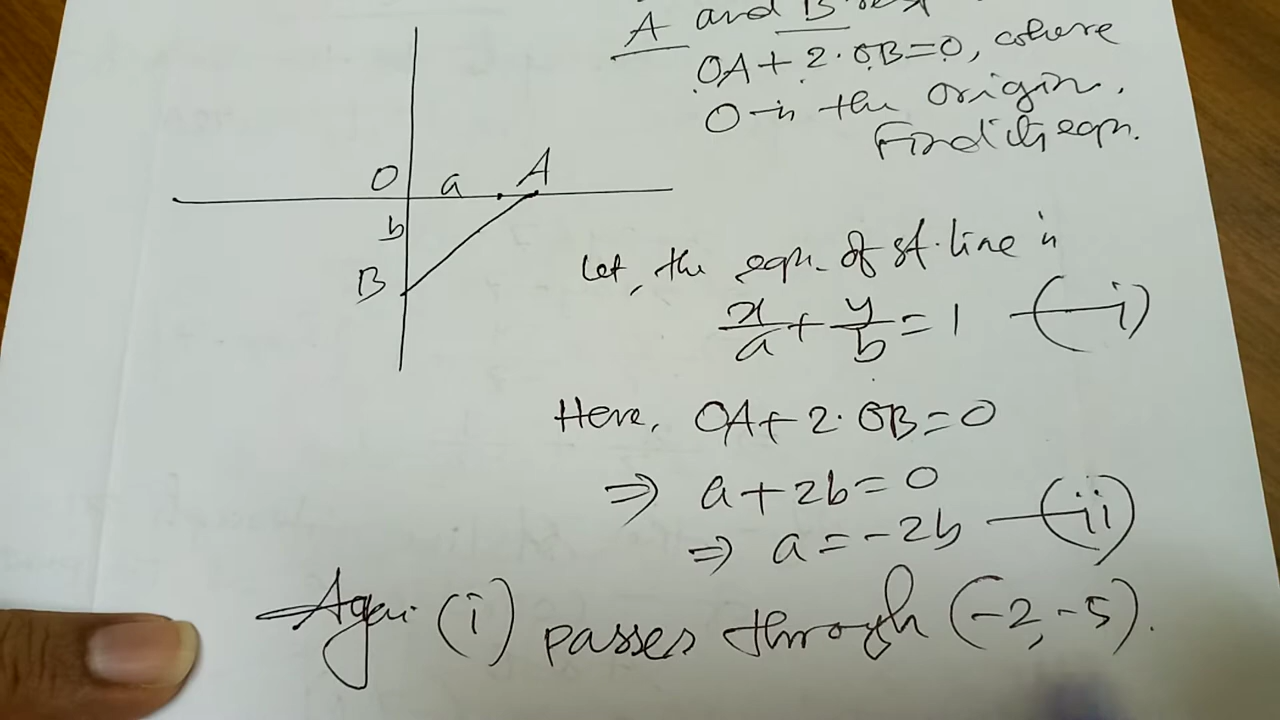 A and B
OA + 2·OB = 0, where
O is the origin.
Find its eqn.
O a A
b
B
Let, the eqn. of st. line is
x/a + y/b = 1 —(i)
Here, OA + 2·OB = 0
⇒ a + 2b = 0
⇒ a = -2b —(ii)
Again (i) passes through (-2, -5).